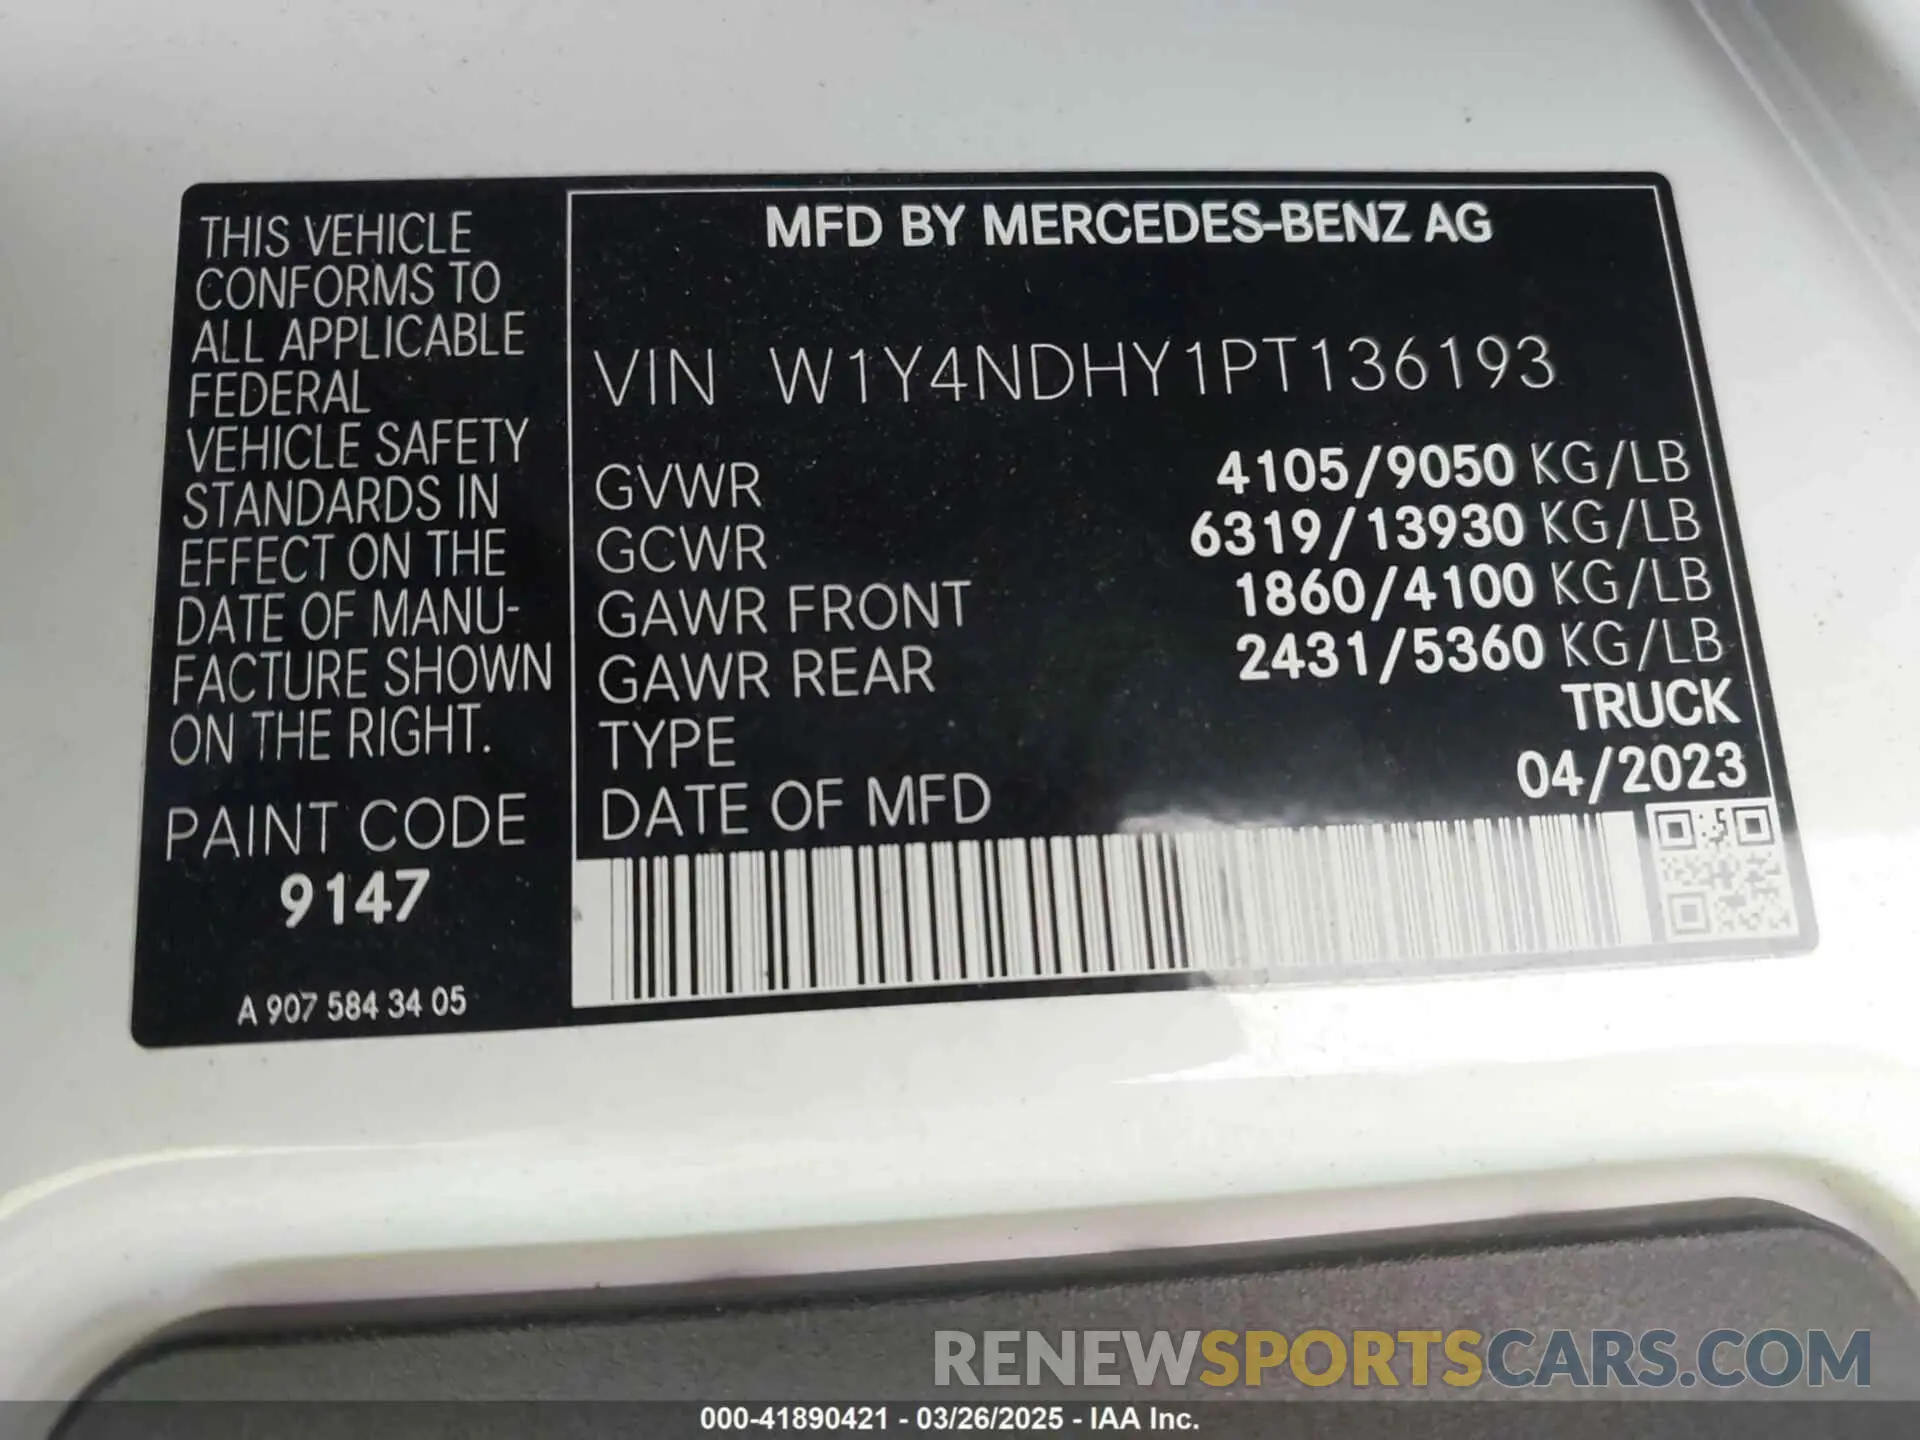 THIS VEHICLE
CONFORMS TO
ALL APPLICABLE
FEDERAL
VEHICLE SAFETY
STANDARDS IN
EFFECT ON THE
DATE OF MANU-
FACTURE SHOWN
ON THE RIGHT.
PAINT CODE
9147
A 907 584 34 05
MFD BY MERCEDES-BENZ AG
VIN W1Y4NDHY1PT136193
GVWR 4105/9050 KG/LB
GCWR 6319/13930 KG/LB
GAWR FRONT 1860/4100 KG/LB
GAWR REAR 2431/5360 KG/LB
TYPE TRUCK
DATE OF MFD 04/2023
RENEWSPORTSCARS.COM
000-41890421 - 03/26/2025 - IAA Inc.